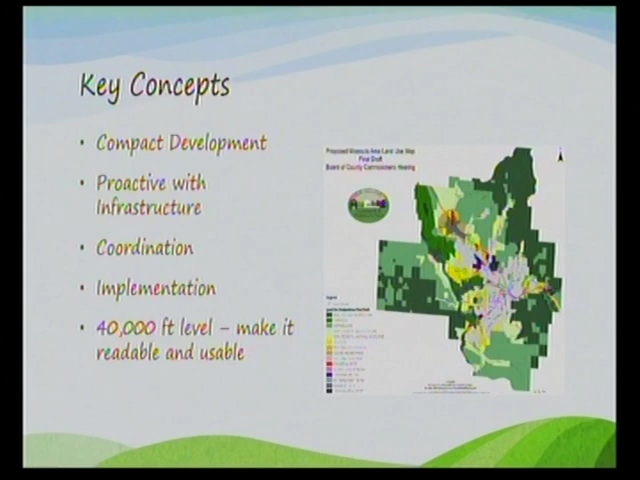 Key Concepts
• Compact Development
• Proactive with
Infrastructure
• Coordination
• Implementation
• 40,000 ft level – make it
readable and usable
Proposed Missoula Area Land Use Map
Final Draft
Board of County Commissioners Hearing